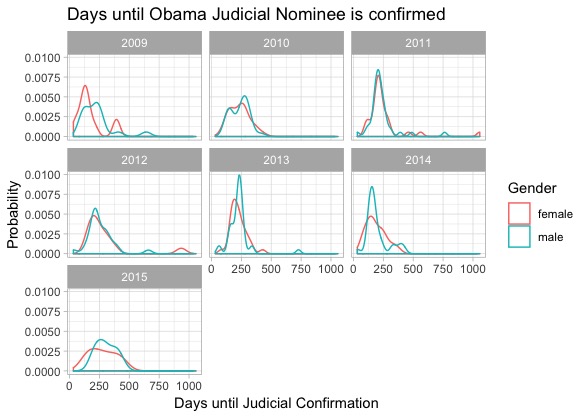 Days until Obama Judicial Nominee is confirmed
2009 2010 2011
0.0100
0.0075
0.0050
0.0025
0.0000
2012 2013 2014
0.0100
0.0075
0.0050
0.0025
0.0000
0 250 500 750 1000 0 250 500 750 1000
2015
0.0100
0.0075
0.0050
0.0025
0.0000
0 250 500 750 1000
Days until Judicial Confirmation
Probability
Gender
female
male